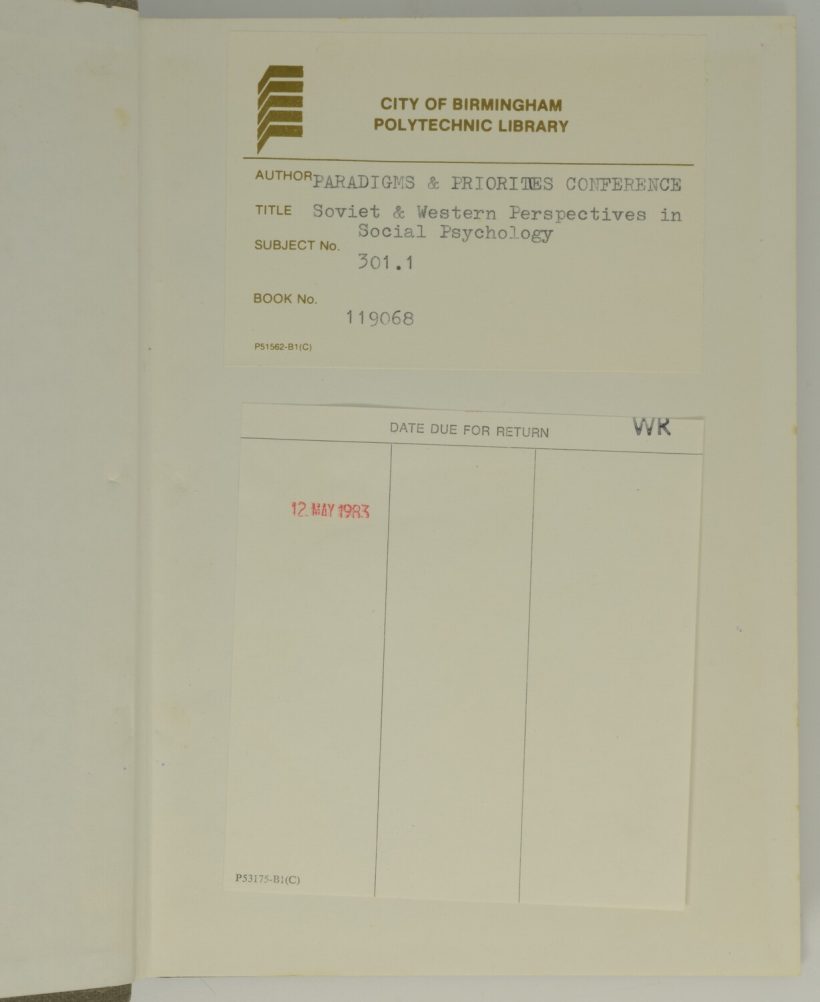 CITY OF BIRMINGHAM
POLYTECHNIC LIBRARY
AUTHOR PARADIGMS & PRIORITES CONFERENCE
TITLE Soviet & Western Perspectives in
Social Psychology
SUBJECT No.
301.1
BOOK No.
119068
P51562-B1(C)
DATE DUE FOR RETURN WR
12. MAY 1983
P53175-B1(C)